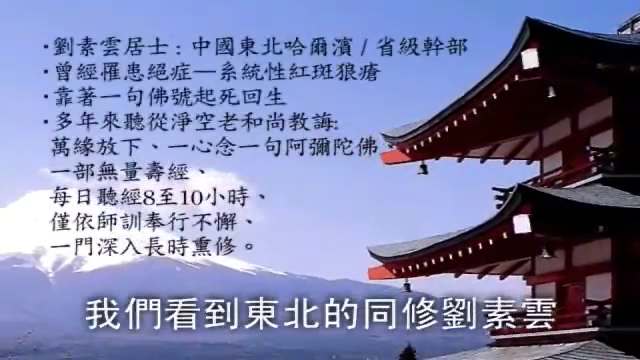 ·劉素雲居士：中國東北哈爾濱/省級幹部
·曾經罹患絕症—系統性紅斑狼瘡
·靠著一句佛號起死回生
·多年來聽從淨空老和尚教誨:
萬緣放下、一心念一句阿彌陀佛、
一部無量壽經、
每日聽經8至10小時、
僅依師訓奉行不懈、
一門深入長時熏修。
我們看到東北的同修劉素雲